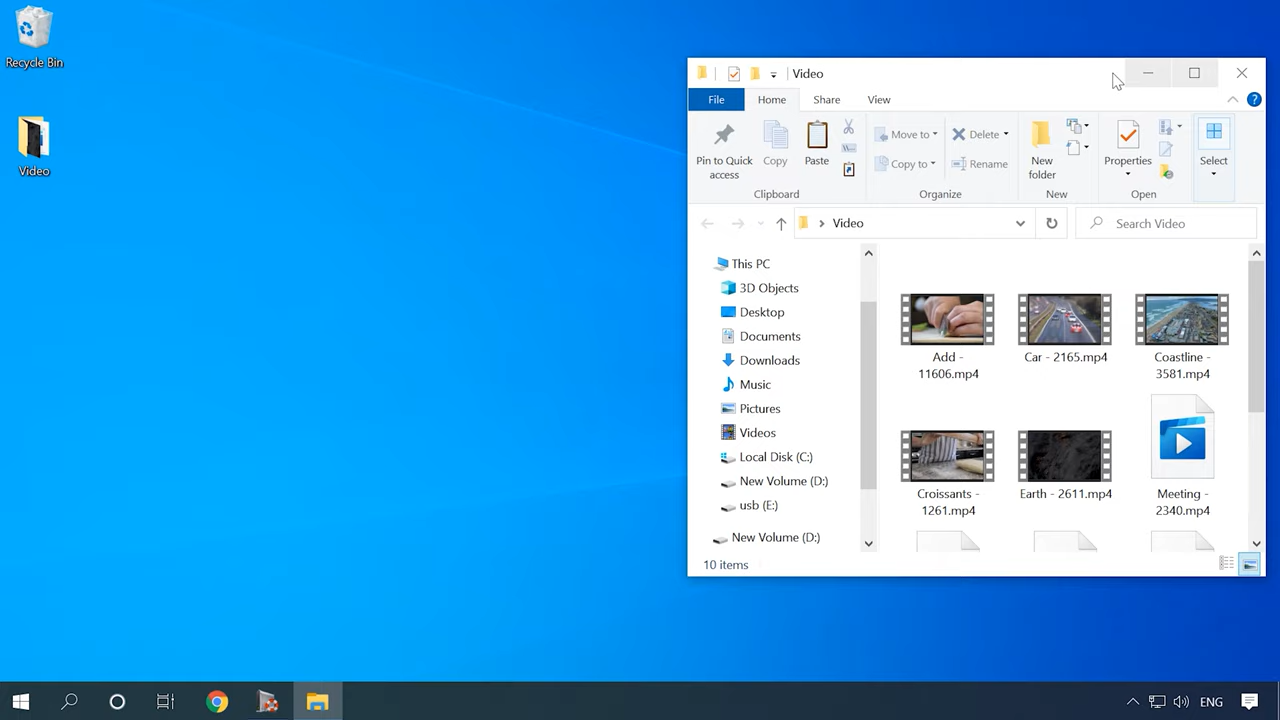 Recycle Bin
Video
Video
File
Home
Share
View
Pin to Quick
access
Copy
Paste
Clipboard
Move to
Copy to
Delete
Rename
Organize
New
folder
New
Properties
Open
Select
Video
Search Video
This PC
3D Objects
Desktop
Documents
Downloads
Music
Pictures
Videos
Local Disk (C:)
New Volume (D:)
usb (E:)
New Volume (D:)
Add -
11606.mp4
Car - 2165.mp4
Coastline -
3581.mp4
Croissants -
1261.mp4
Earth - 2611.mp4
Meeting -
2340.mp4
10 items
ENG